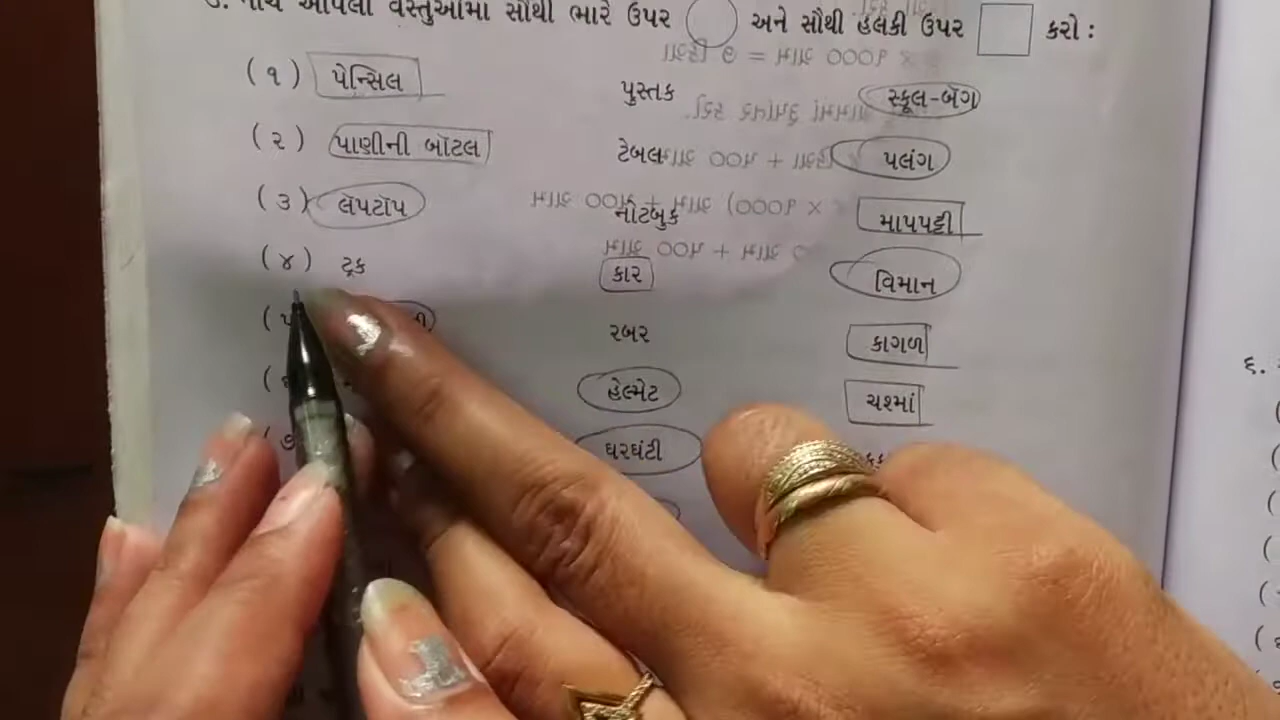 નીચે આપેલી વસ્તુઓમાં સૌથી ભારે ઉપર અને સૌથી હલકી ઉપર કરો :
(૧) પેન્સિલ પુસ્તક સ્કૂલ-બૅગ
(૨) પાણીની બૉટલ ટેબલ પલંગ
(૩) લૅપટૉપ નોટબુક માપપટ્ટી
(૪) ટ્રક કાર વિમાન
રબર કાગળ
હેલ્મેટ ચશ્માં
ઘરઘંટી
૬.